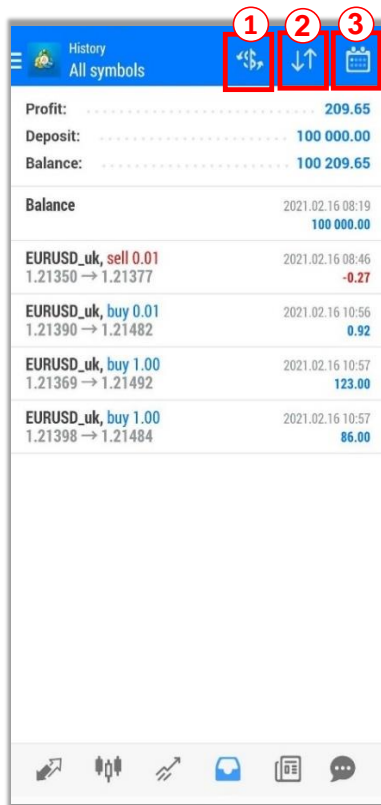 1 2 3
History
All symbols
Profit: 209.65
Deposit: 100 000.00
Balance: 100 209.65
Balance 2021.02.16 08:19
100 000.00
EURUSD_uk, sell 0.01 2021.02.16 08:46
1.21350 → 1.21377 -0.27
EURUSD_uk, buy 0.01 2021.02.16 10:56
1.21390 → 1.21482 0.92
EURUSD_uk, buy 1.00 2021.02.16 10:57
1.21369 → 1.21492 123.00
EURUSD_uk, buy 1.00 2021.02.16 10:57
1.21398 → 1.21484 86.00